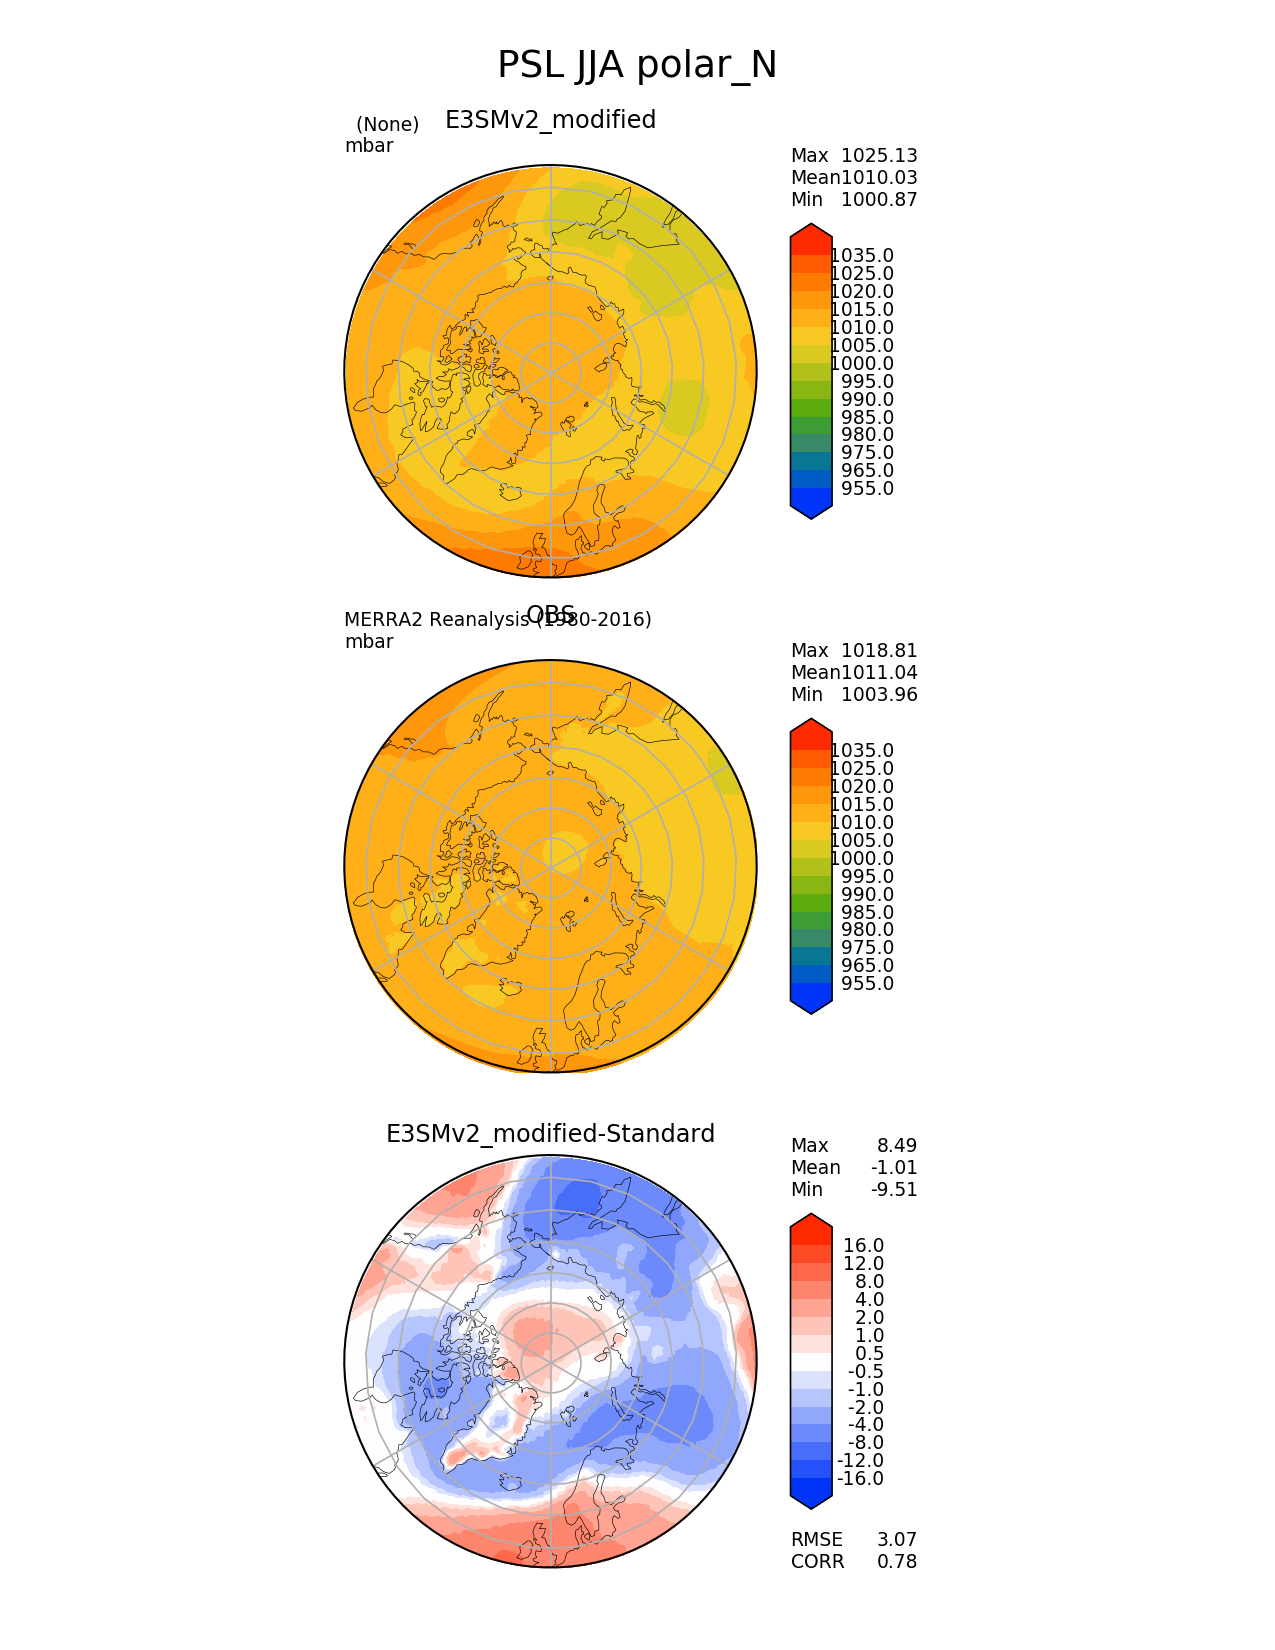 PSL JJA polar_N
E3SMv2_modified
(None)
mbar
Max 1025.13
Mean1010.03
Min 1000.87
1035.0
1025.0
1020.0
1015.0
1010.0
1005.0
1000.0
995.0
990.0
985.0
980.0
975.0
965.0
955.0
OBS
MERRA2 Reanalysis (1980-2016)
mbar
Max 1018.81
Mean1011.04
Min 1003.96
1035.0
1025.0
1020.0
1015.0
1010.0
1005.0
1000.0
995.0
990.0
985.0
980.0
975.0
965.0
955.0
E3SMv2_modified-Standard
Max 8.49
Mean -1.01
Min -9.51
16.0
12.0
8.0
4.0
2.0
1.0
0.5
-0.5
-1.0
-2.0
-4.0
-8.0
-12.0
-16.0
RMSE 3.07
CORR 0.78